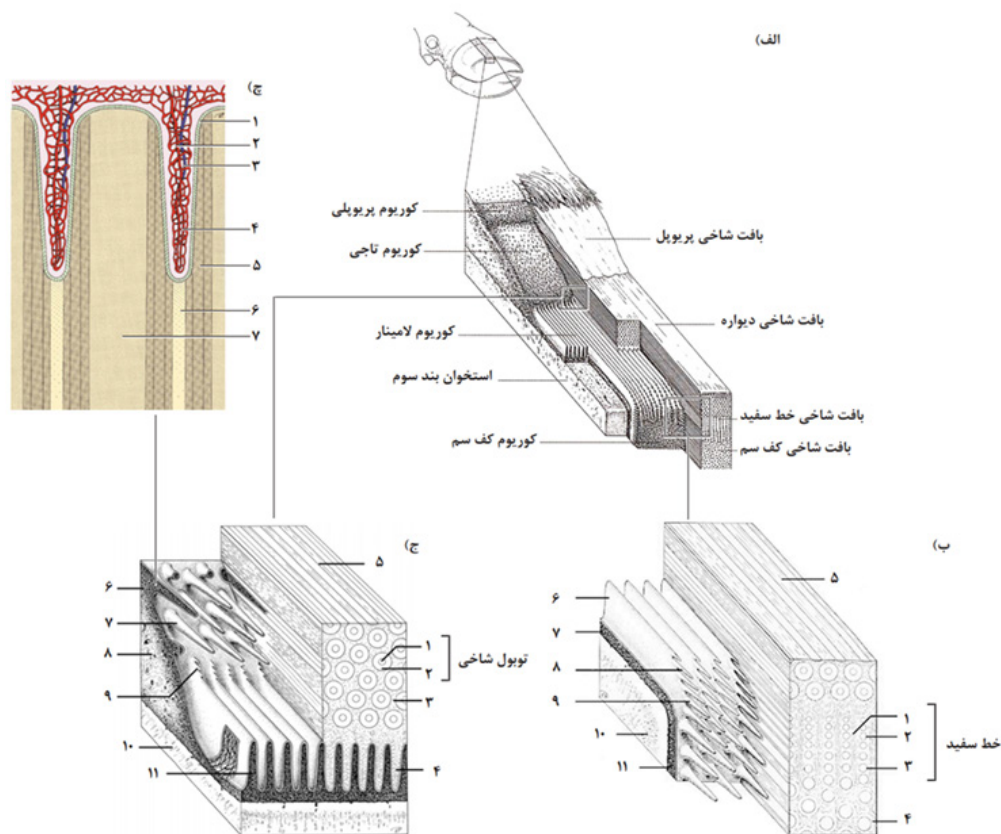 الف)
کوریوم پریوپلی
کوریوم تاجی
کوریوم لامینار
استخوان بند سوم
کوریوم کف سم
بافت شاخی پریوپل
بافت شاخی دیواره
بافت شاخی خط سفید
بافت شاخی کف سم
چ)
۱
۲
۳
۴
۵
۶
۷
ج)
۵
۶
۷
۸
۹
۱۰
۱۱
۱
۲
توبول شاخی
۳
۴
ب)
۵
۶
۷
۸
۹
۱۰
۱۱
۱
۲
خط سفید
۳
۴